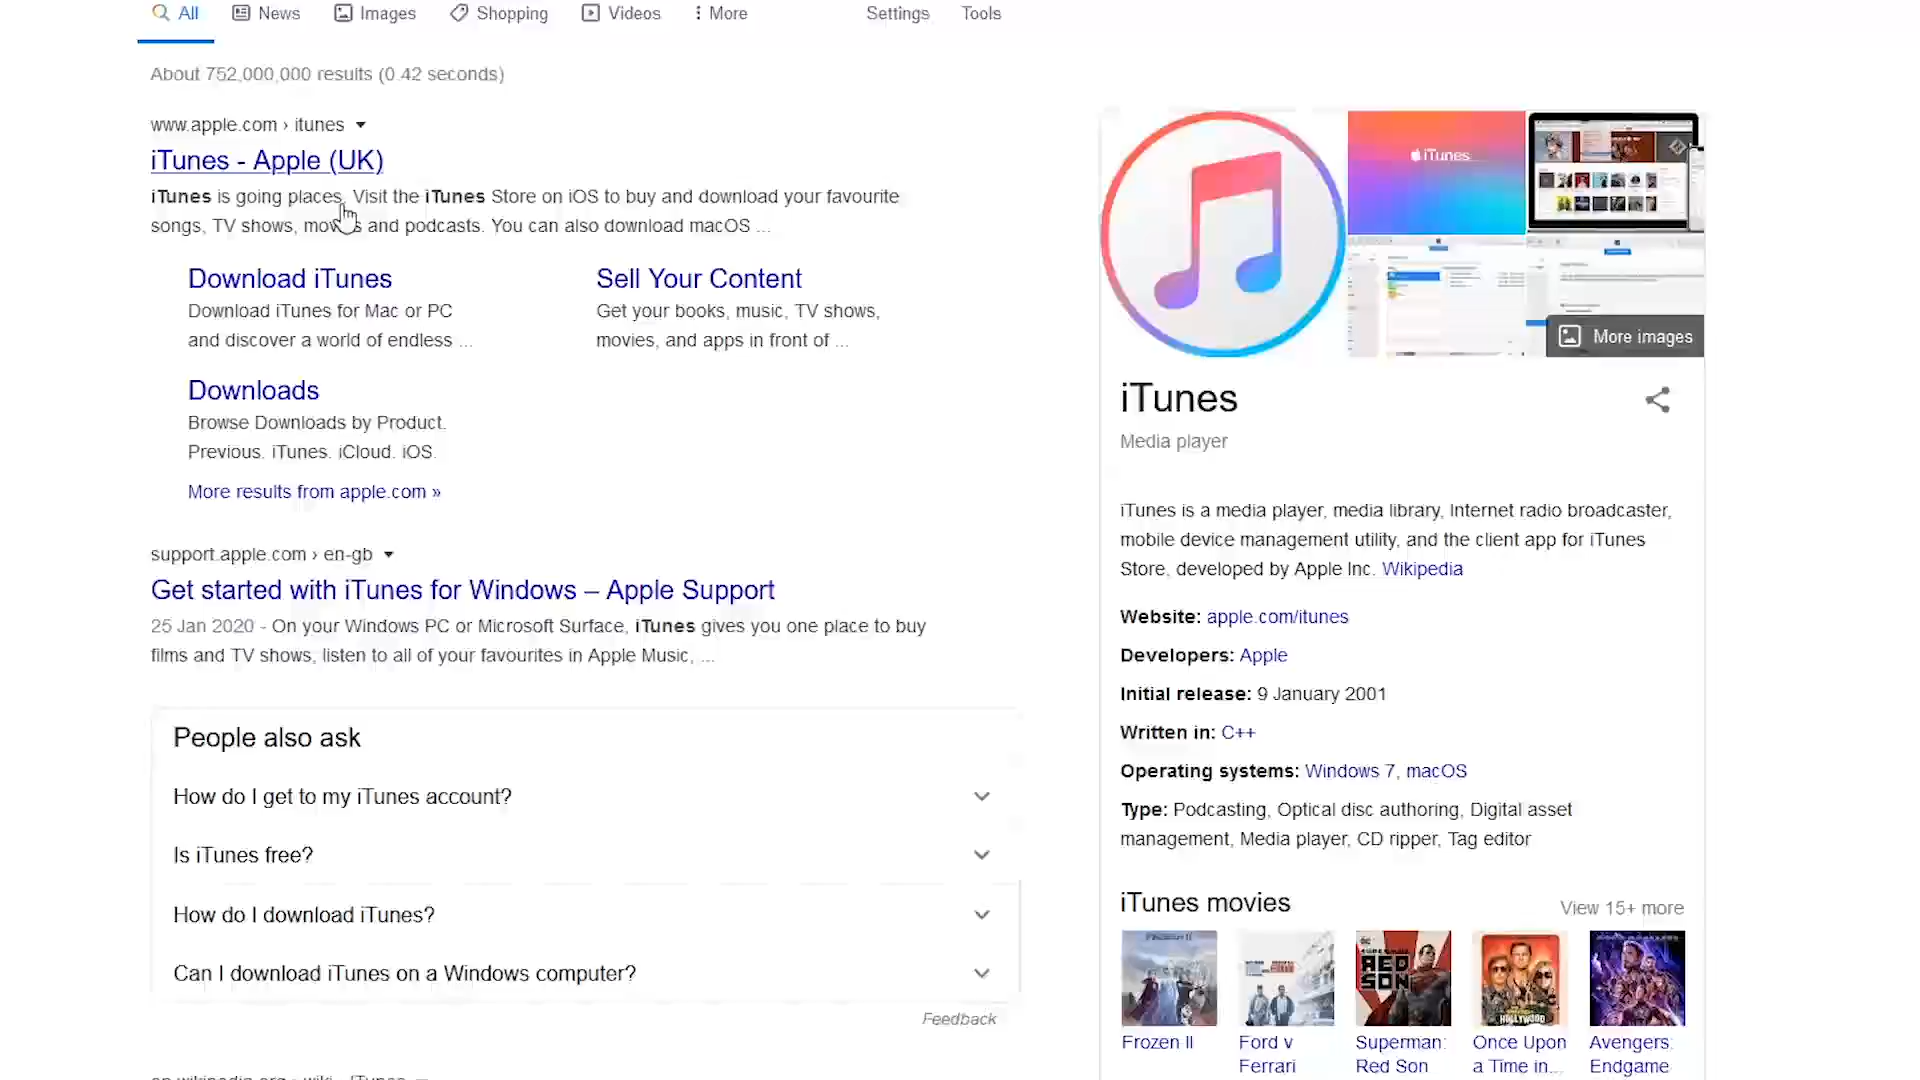 All
News
Images
Shopping
Videos
More
Settings
Tools
About 752,000,000 results (0.42 seconds)
www.apple.com › itunes
iTunes - Apple (UK)
iTunes is going places. Visit the iTunes Store on iOS to buy and download your favourite
songs, TV shows, movies and podcasts. You can also download macOS ...
Download iTunes
Download iTunes for Mac or PC
and discover a world of endless ...
Sell Your Content
Get your books, music, TV shows,
movies, and apps in front of ...
Downloads
Browse Downloads by Product.
Previous. iTunes. iCloud. iOS.
More results from apple.com »
support.apple.com › en-gb
Get started with iTunes for Windows – Apple Support
25 Jan 2020 - On your Windows PC or Microsoft Surface, iTunes gives you one place to buy
films and TV shows, listen to all of your favourites in Apple Music, ...
People also ask
How do I get to my iTunes account?
Is iTunes free?
How do I download iTunes?
Can I download iTunes on a Windows computer?
Feedback
en.wikipedia.org › wiki › iTunes
iTunes
More images
iTunes
Media player
iTunes is a media player, media library, Internet radio broadcaster,
mobile device management utility, and the client app for iTunes
Store, developed by Apple Inc. Wikipedia
Website: apple.com/itunes
Developers: Apple
Initial release: 9 January 2001
Written in: C++
Operating systems: Windows 7, macOS
Type: Podcasting, Optical disc authoring, Digital asset
management, Media player, CD ripper, Tag editor
iTunes movies
View 15+ more
RED
SON
HOLLYWOOD
Frozen II
Ford v
Ferrari
Superman:
Red Son
Once Upon
a Time in...
Avengers:
Endgame